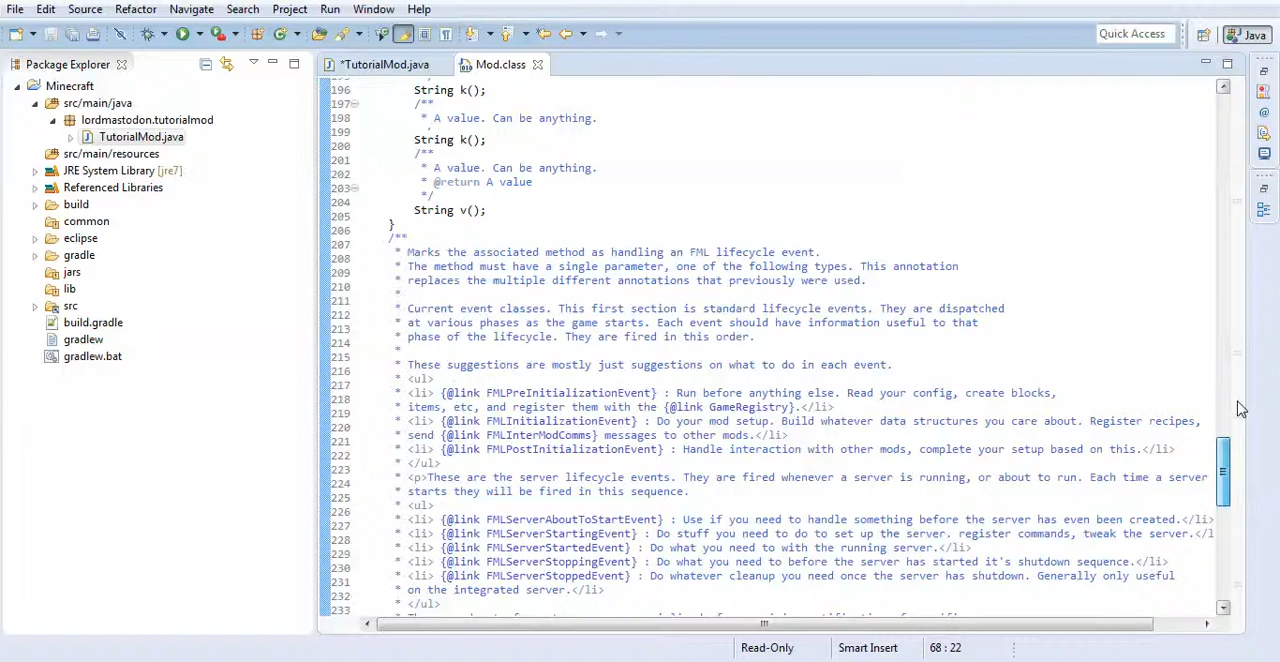 File Edit Source Refactor Navigate Search Project Run Window Help
Quick Access
Java
Package Explorer
*TutorialMod.java
Mod.class
Minecraft
src/main/java
lordmastodon.tutorialmod
TutorialMod.java
src/main/resources
JRE System Library [jre7]
Referenced Libraries
build
common
eclipse
gradle
jars
lib
src
build.gradle
gradlew
gradlew.bat
196 String k();
197 /**
198 * A value. Can be anything.
199
200 String k();
201 /**
202 * A value. Can be anything.
203 * @return A value
204 */
205 String v();
206 }
207 /**
208 * Marks the associated method as handling an FML lifecycle event.
209 * The method must have a single parameter, one of the following types. This annotation
210 * replaces the multiple different annotations that previously were used.
211 *
212 * Current event classes. This first section is standard lifecycle events. They are dispatched
213 * at various phases as the game starts. Each event should have information useful to that
214 * phase of the lifecycle. They are fired in this order.
215 *
216 * These suggestions are mostly just suggestions on what to do in each event.
217 * <ul>
218 * <li> {@link FMLPreInitializationEvent} : Run before anything else. Read your config, create blocks,
219 * items, etc, and register them with the {@link GameRegistry}.</li>
220 * <li> {@link FMLInitializationEvent} : Do your mod setup. Build whatever data structures you care about. Register recipes,
221 * send {@link FMLInterModComms} messages to other mods.</li>
222 * <li> {@link FMLPostInitializationEvent} : Handle interaction with other mods, complete your setup based on this.</li>
223 * </ul>
224 * <p>These are the server lifecycle events. They are fired whenever a server is running, or about to run. Each time a server
225 * starts they will be fired in this sequence.
226 * <ul>
227 * <li> {@link FMLServerAboutToStartEvent} : Use if you need to handle something before the server has even been created.</li>
228 * <li> {@link FMLServerStartingEvent} : Do stuff you need to do to set up the server. register commands, tweak the server.</l
229 * <li> {@link FMLServerStartedEvent} : Do what you need to with the running server.</li>
230 * <li> {@link FMLServerStoppingEvent} : Do what you need to before the server has started it's shutdown sequence.</li>
231 * <li> {@link FMLServerStoppedEvent} : Do whatever cleanup you need once the server has shutdown. Generally only useful
232 * on the integrated server.</li>
233 * </ul>
Read-Only
Smart Insert
68 : 22